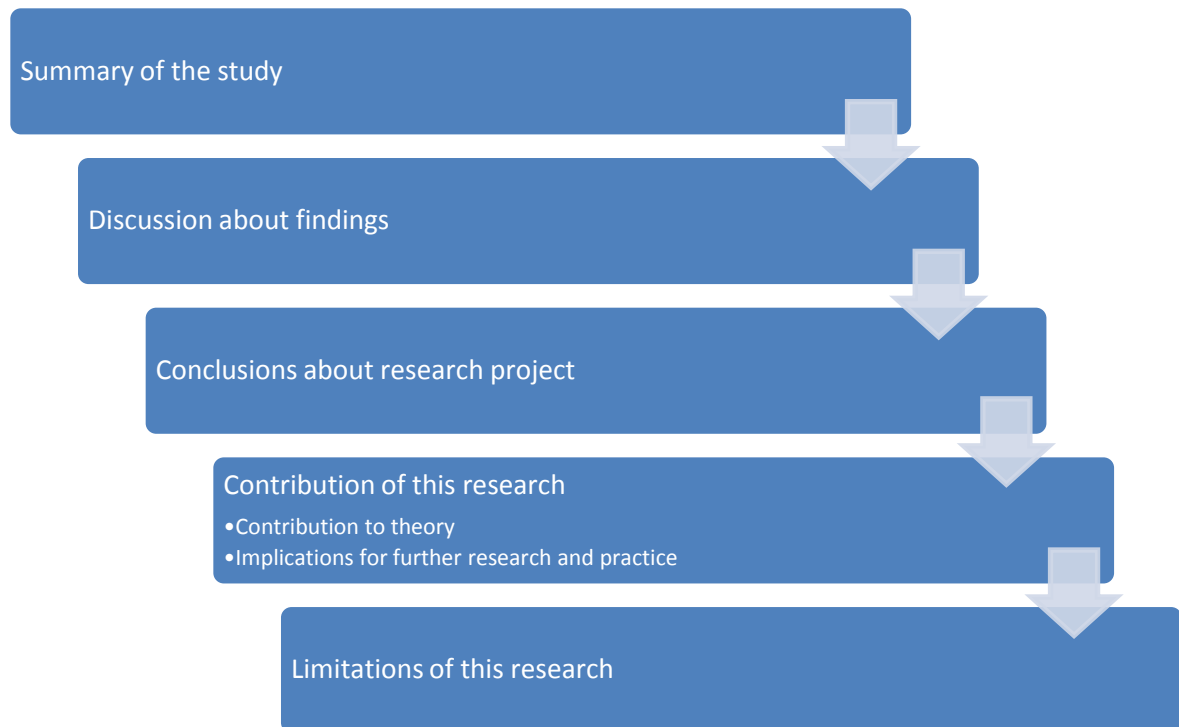 Summary of the study
Discussion about findings
Conclusions about research project
Contribution of this research
•Contribution to theory
•Implications for further research and practice
Limitations of this research